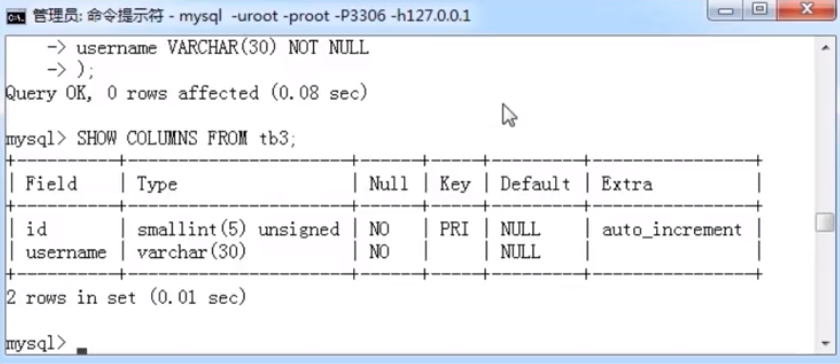 管理员: 命令提示符 - mysql  -uroot -proot -P3306 -h127.0.0.1
    -> username VARCHAR(30) NOT NULL
    -> );
Query OK, 0 rows affected (0.08 sec)
mysql> SHOW COLUMNS FROM tb3;
+----------+----------------------+------+-----+---------+----------------+
| Field    | Type                 | Null | Key | Default | Extra          |
+----------+----------------------+------+-----+---------+----------------+
| id       | smallint(5) unsigned | NO   | PRI | NULL    | auto_increment |
| username | varchar(30)          | NO   |     | NULL    |                |
+----------+----------------------+------+-----+---------+----------------+
2 rows in set (0.01 sec)
mysql> _